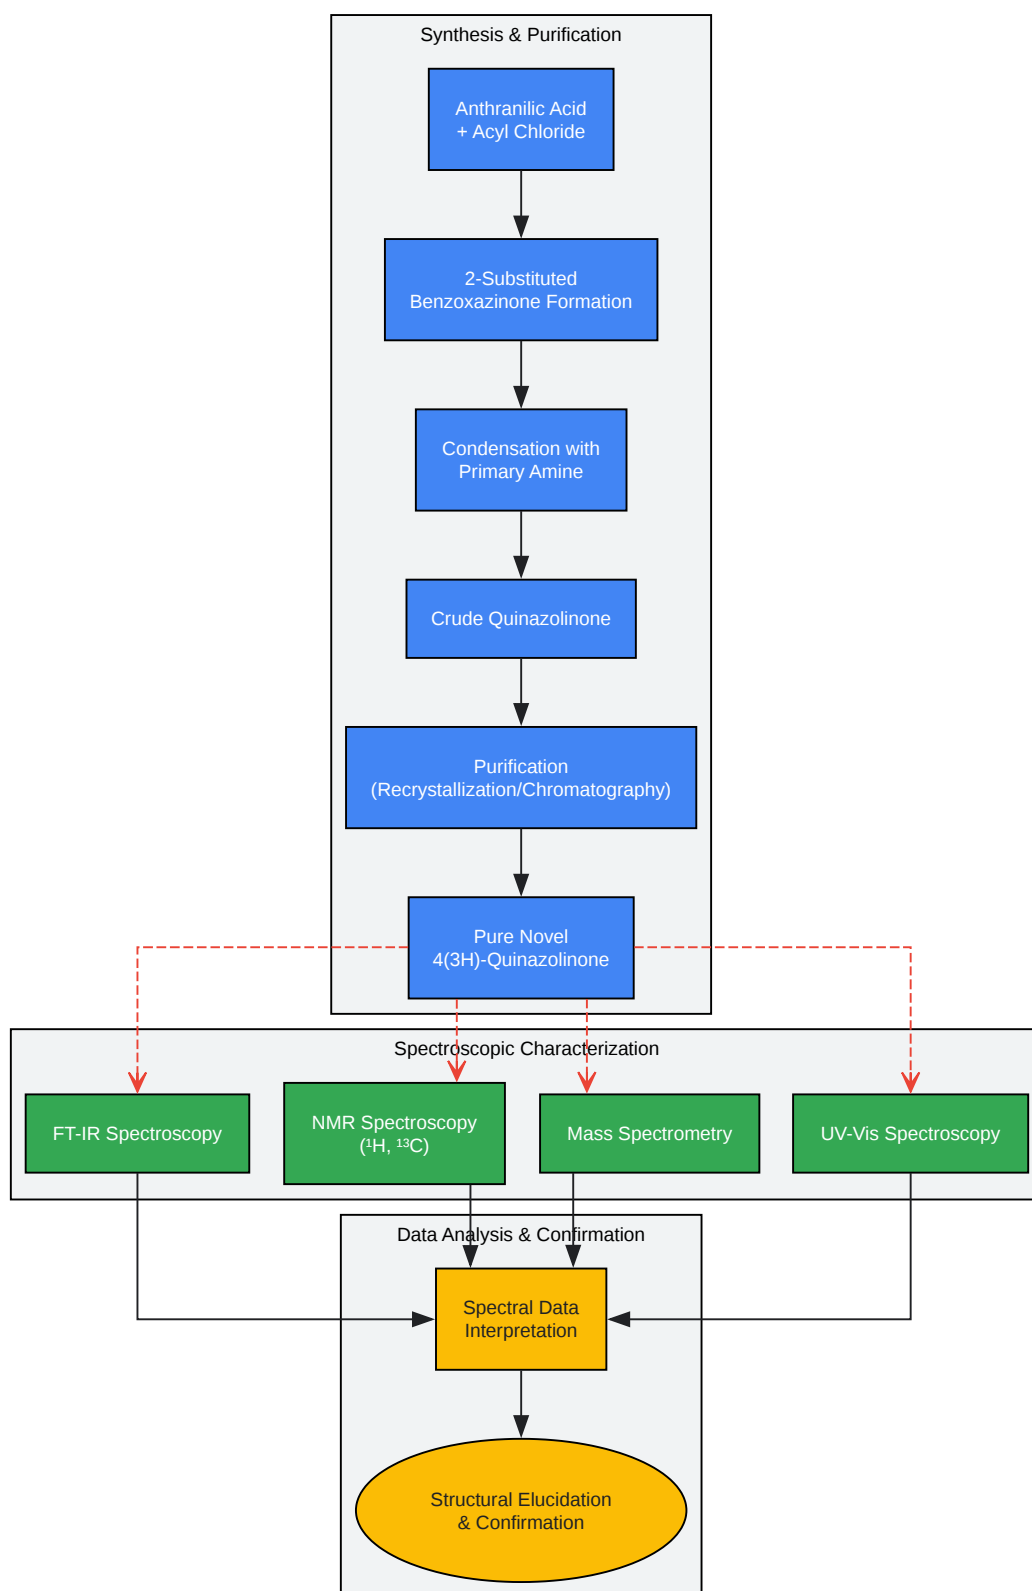 Synthesis & Purification
Anthranilic Acid
+ Acyl Chloride
2-Substituted
Benzoxazinone Formation
Condensation with
Primary Amine
Crude Quinazolinone
Purification
(Recrystallization/Chromatography)
Pure Novel
4(3H)-Quinazolinone
Spectroscopic Characterization
FT-IR Spectroscopy
NMR Spectroscopy
(¹H, ¹³C)
Mass Spectrometry
UV-Vis Spectroscopy
Data Analysis & Confirmation
Spectral Data
Interpretation
Structural Elucidation
& Confirmation